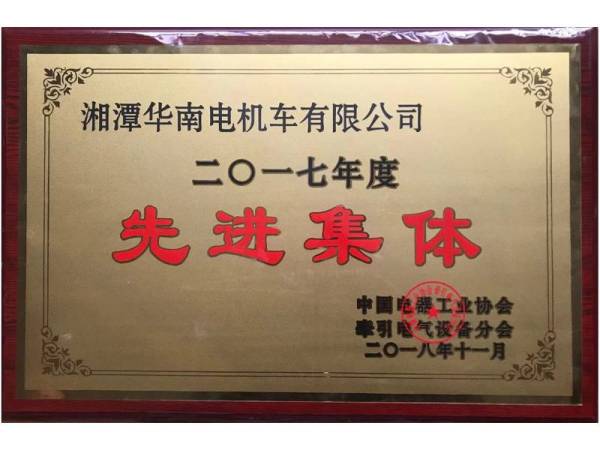 湘潭华南电机车有限公司
二〇一七年度
先进集体
中国电器工业协会
牵引电气设备分会
二〇一八年十一月